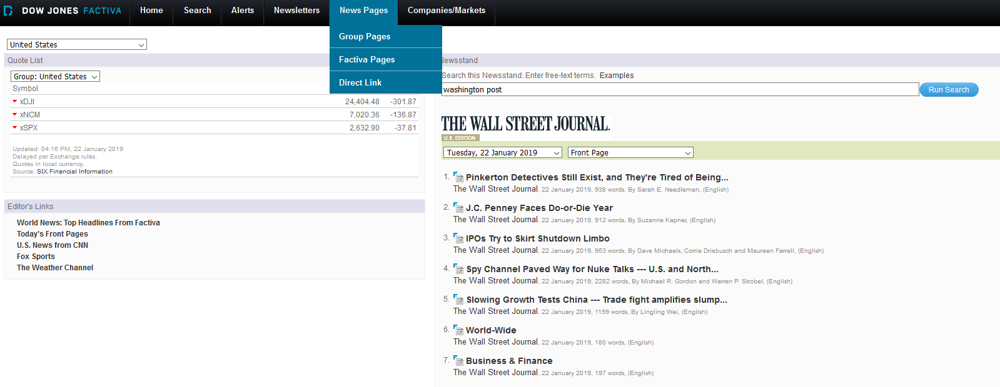 DOW JONES FACTIVA
Home
Search
Alerts
Newsletters
News Pages
Companies/Markets
Group Pages
Factiva Pages
Direct Link
United States
Quote List
Group: United States
Symbol
xDJI 24,404.48 -301.87
xNCM 7,020.36 -136.87
xSPX 2,632.90 -37.81
Updated: 04:16 PM, 22 January 2019
Delayed per Exchange rules.
Quotes in local currency.
Source: SIX Financial Information
Editor's Links
World News: Top Headlines From Factiva
Today's Front Pages
U.S. News from CNN
Fox Sports
The Weather Channel
Newsstand
Search this Newsstand: Enter free-text terms. Examples
washington post
Run Search
THE WALL STREET JOURNAL.
U.S. EDITION
Tuesday, 22 January 2019
Front Page
1. Pinkerton Detectives Still Exist, and They're Tired of Being...
The Wall Street Journal, 22 January 2019, 938 words, By Sarah E. Needleman, (English)
2. J.C. Penney Faces Do-or-Die Year
The Wall Street Journal, 22 January 2019, 912 words, By Suzanne Kapner, (English)
3. IPOs Try to Skirt Shutdown Limbo
The Wall Street Journal, 22 January 2019, 953 words, By Dave Michaels, Corrie Driebusch and Maureen Farrell, (English)
4. Spy Channel Paved Way for Nuke Talks --- U.S. and North...
The Wall Street Journal, 22 January 2019, 2282 words, By Michael R. Gordon and Warren P. Strobel, (English)
5. Slowing Growth Tests China --- Trade fight amplifies slump...
The Wall Street Journal, 22 January 2019, 1159 words, By Lingling Wei, (English)
6. World-Wide
The Wall Street Journal, 22 January 2019, 180 words, (English)
7. Business & Finance
The Wall Street Journal, 22 January 2019, 197 words, (English)